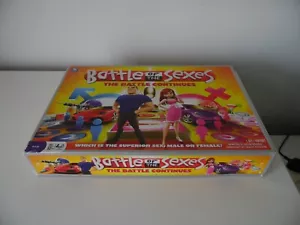 Battle OF THE Sexes
THE BATTLE CONTINUES
WHICH IS THE SUPERIOR SEX: MALE OR FEMALE?
Battle OF THE Sexes
THE BATTLE CONTINUES